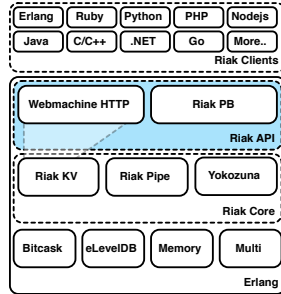 Erlang Ruby Python PHP Nodejs
Java C/C++ .NET Go More..
Riak Clients
Webmachine HTTP Riak PB
Riak API
Riak KV Riak Pipe Yokozuna
Riak Core
Bitcask eLevelDB Memory Multi
Erlang